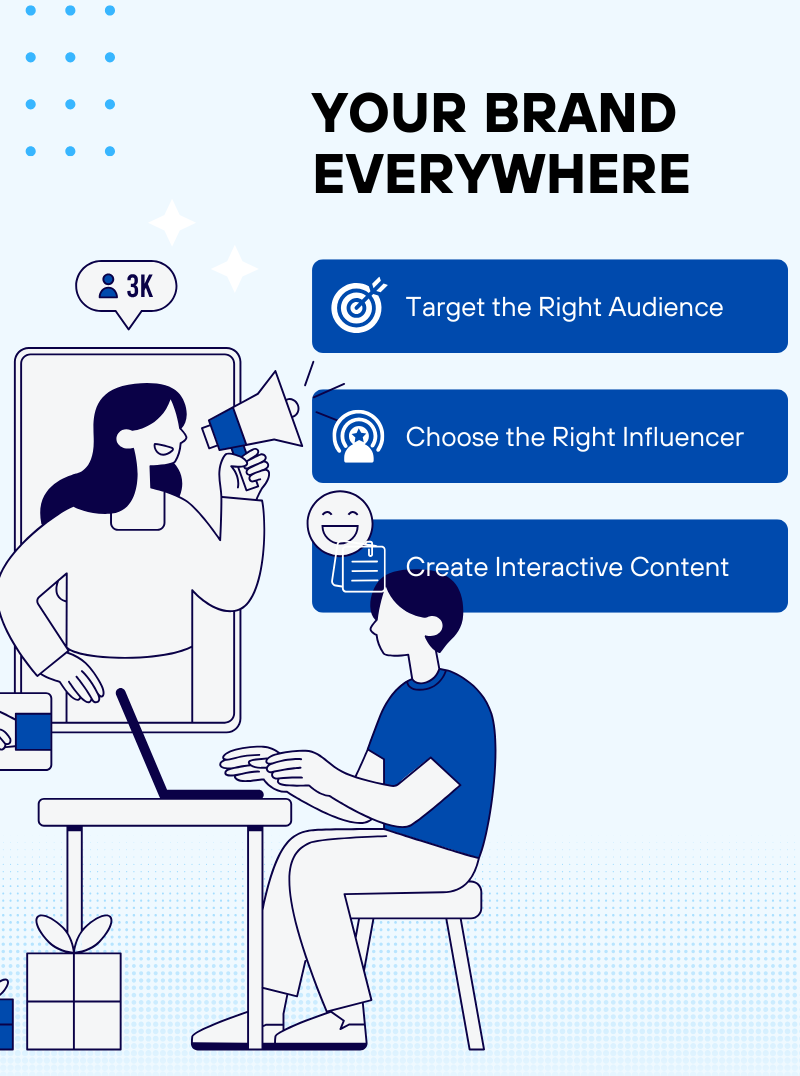 YOUR BRAND
EVERYWHERE
3K
Target the Right Audience
Choose the Right Influencer
Create Interactive Content